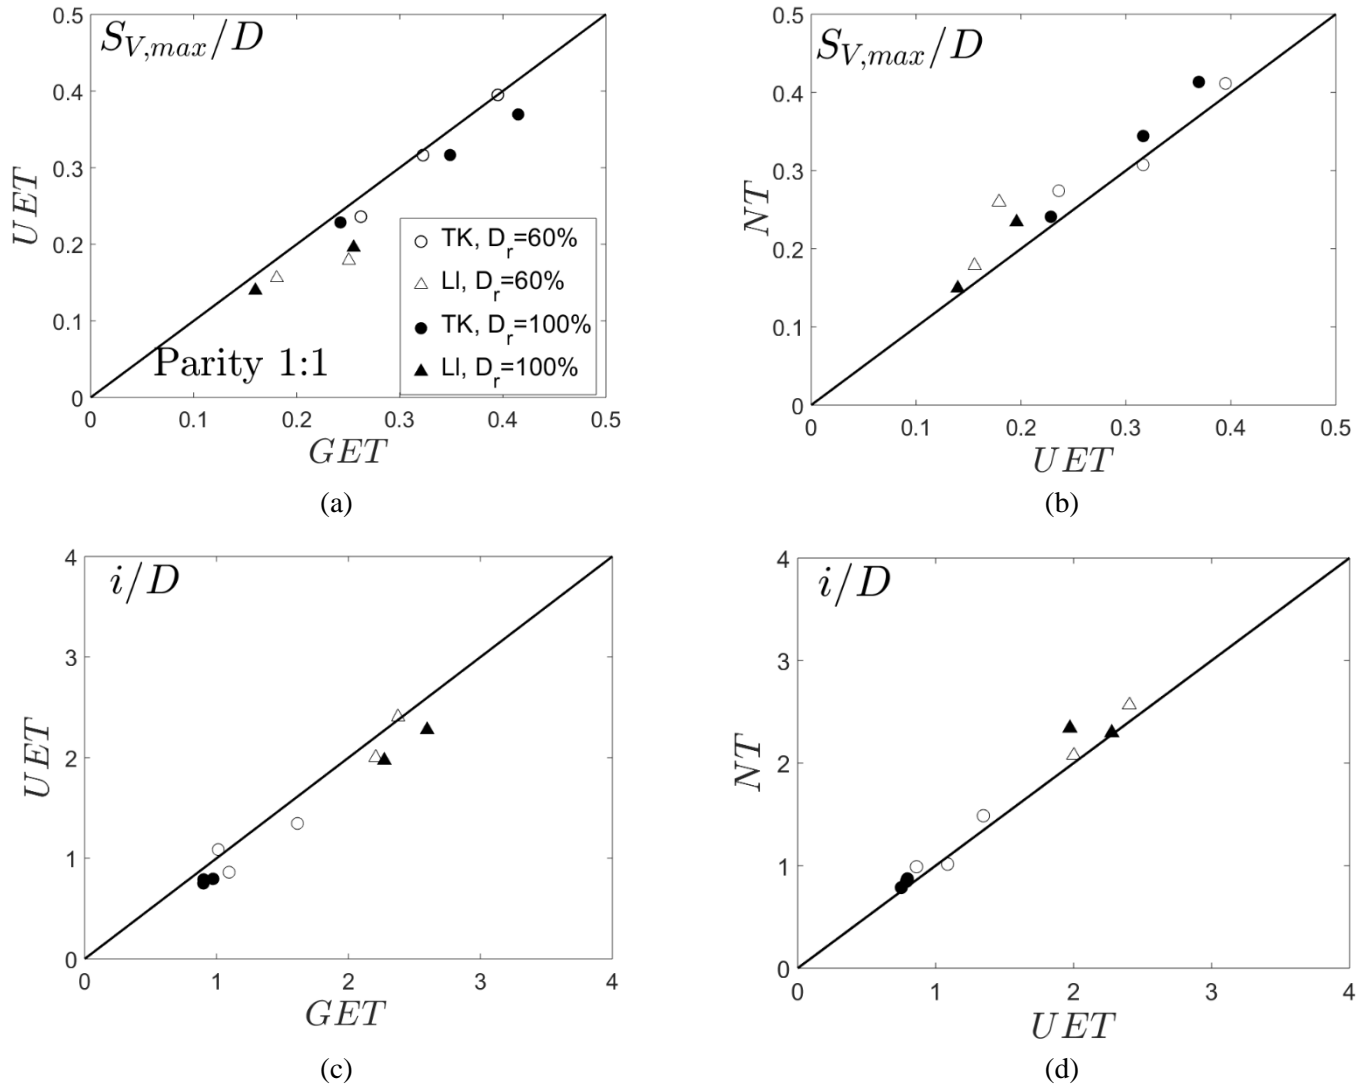 S_{V,max}/D
0.5
0.4
0.3
0.2
0.1
0
UET
TK, D_r=60%
LI, D_r=60%
TK, D_r=100%
LI, D_r=100%
Parity 1:1
0 0.1 0.2 0.3 0.4 0.5
GET
(a)
S_{V,max}/D
0.5
0.4
0.3
0.2
0.1
0
NT
0 0.1 0.2 0.3 0.4 0.5
UET
(b)
i/D
4
3
2
1
0
UET
0 1 2 3 4
GET
(c)
i/D
4
3
2
1
0
NT
0 1 2 3 4
UET
(d)